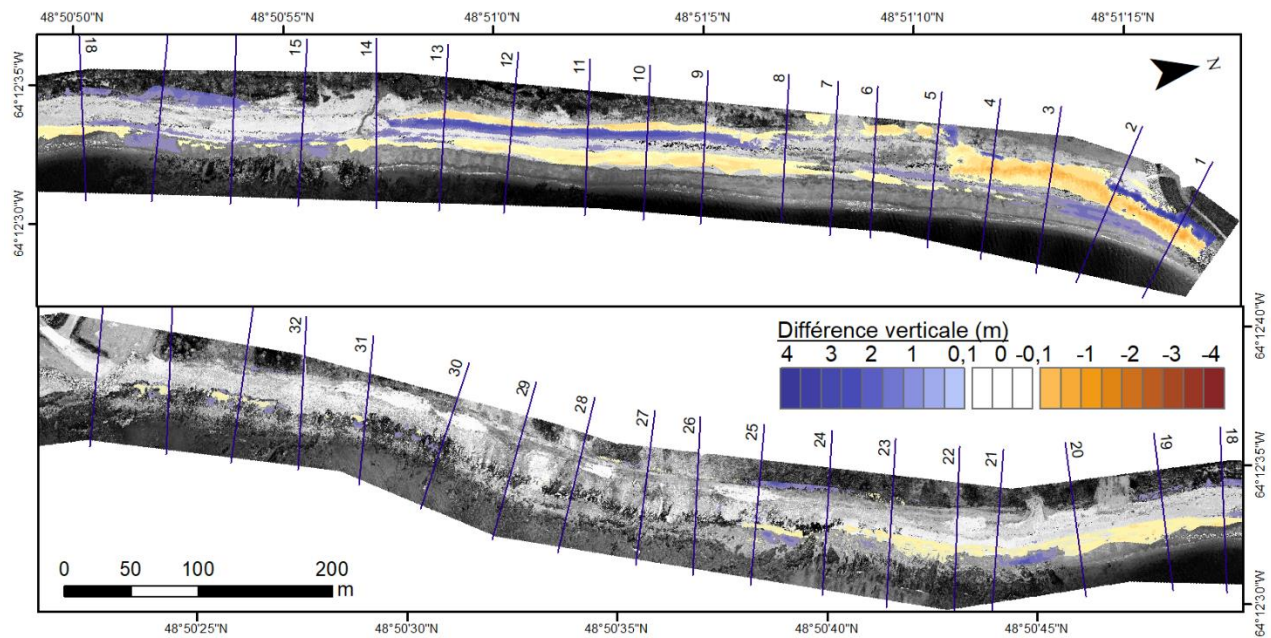 48°50'50"N 48°50'55"N 48°51'0"N 48°51'5"N 48°51'10"N 48°51'15"N
64°12'35"W
64°12'30"W
18 15 14 13 12 11 10 9 8 7 6 5 4 3 2 1
N
64°12'40"W
64°12'35"W
64°12'30"W
32 31 30 29 28 27 26 25 24 23 22 21 20 19 18
Différence verticale (m)
4 3 2 1 0,1 0 -0,1 -1 -2 -3 -4
0 50 100 200
m
48°50'25"N 48°50'30"N 48°50'35"N 48°50'40"N 48°50'45"N